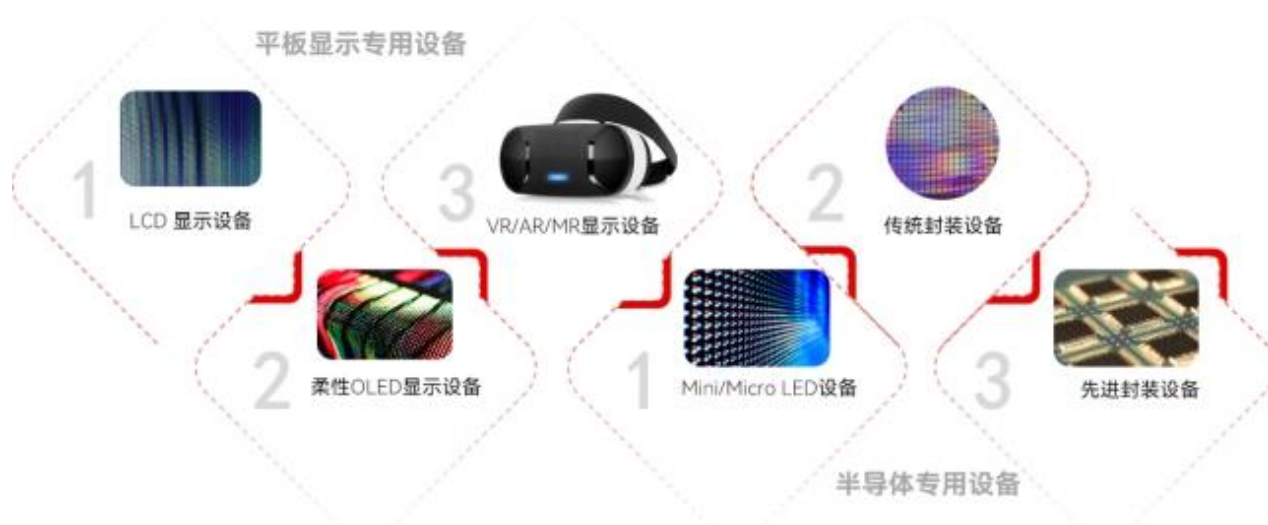 平板显示专用设备
1
LCD 显示设备
2
柔性OLED显示设备
3
VR/AR/MR显示设备
1
Mini/Micro LED设备
2
传统封装设备
3
先进封装设备
半导体专用设备